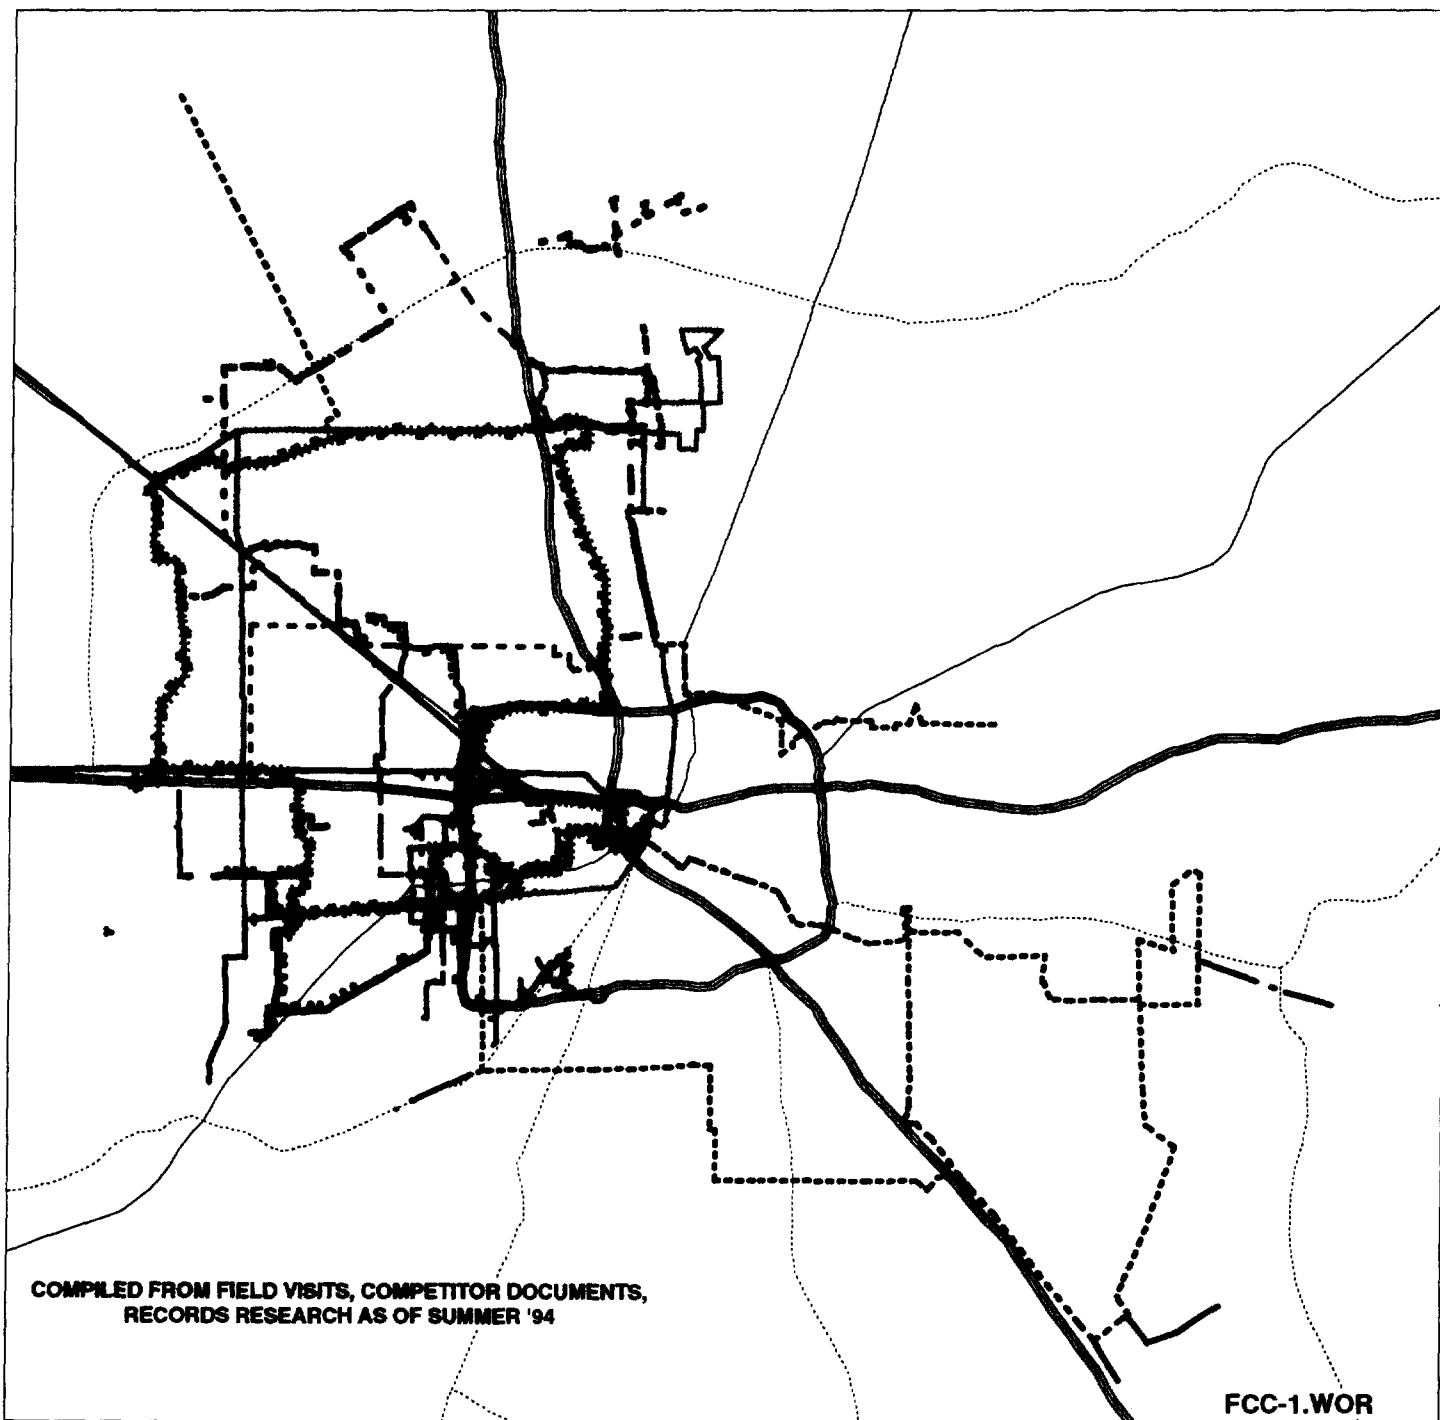 COMPILED FROM FIELD VISITS, COMPETITOR DOCUMENTS,
RECORDS RESEARCH AS OF SUMMER '94
FCC-1.WOR